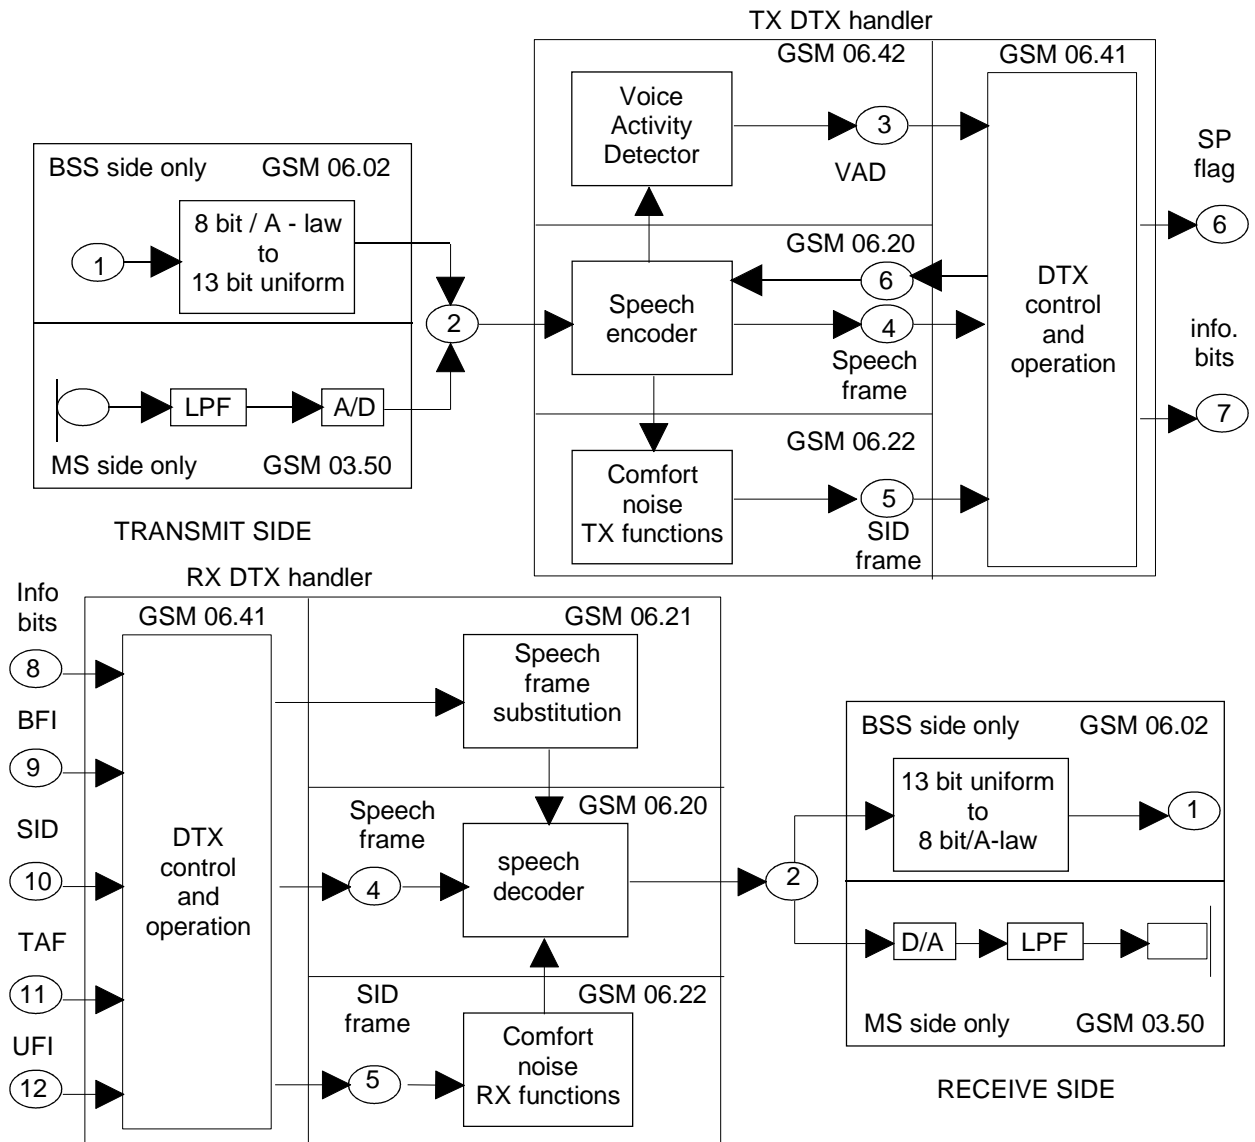 TX DTX handler
GSM 06.42
GSM 06.41
Voice
Activity
Detector
3
VAD
SP
flag
6
BSS side only
GSM 06.02
8 bit / A - law
to
13 bit uniform
1
2
GSM 06.20
6
Speech
encoder
4
Speech
frame
DTX
control
and
operation
info.
bits
7
LPF
A/D
MS side only
GSM 03.50
GSM 06.22
Comfort
noise
TX functions
5
SID
frame
TRANSMIT SIDE
RX DTX handler
Info
bits
8
BFI
9
SID
10
TAF
11
UFI
12
GSM 06.41
DTX
control
and
operation
GSM 06.21
Speech
frame
substitution
GSM 06.20
Speech
frame
4
speech
decoder
GSM 06.22
SID
frame
5
Comfort
noise
RX functions
2
BSS side only
GSM 06.02
13 bit uniform
to
8 bit/A-law
1
D/A
LPF
MS side only
GSM 03.50
RECEIVE SIDE